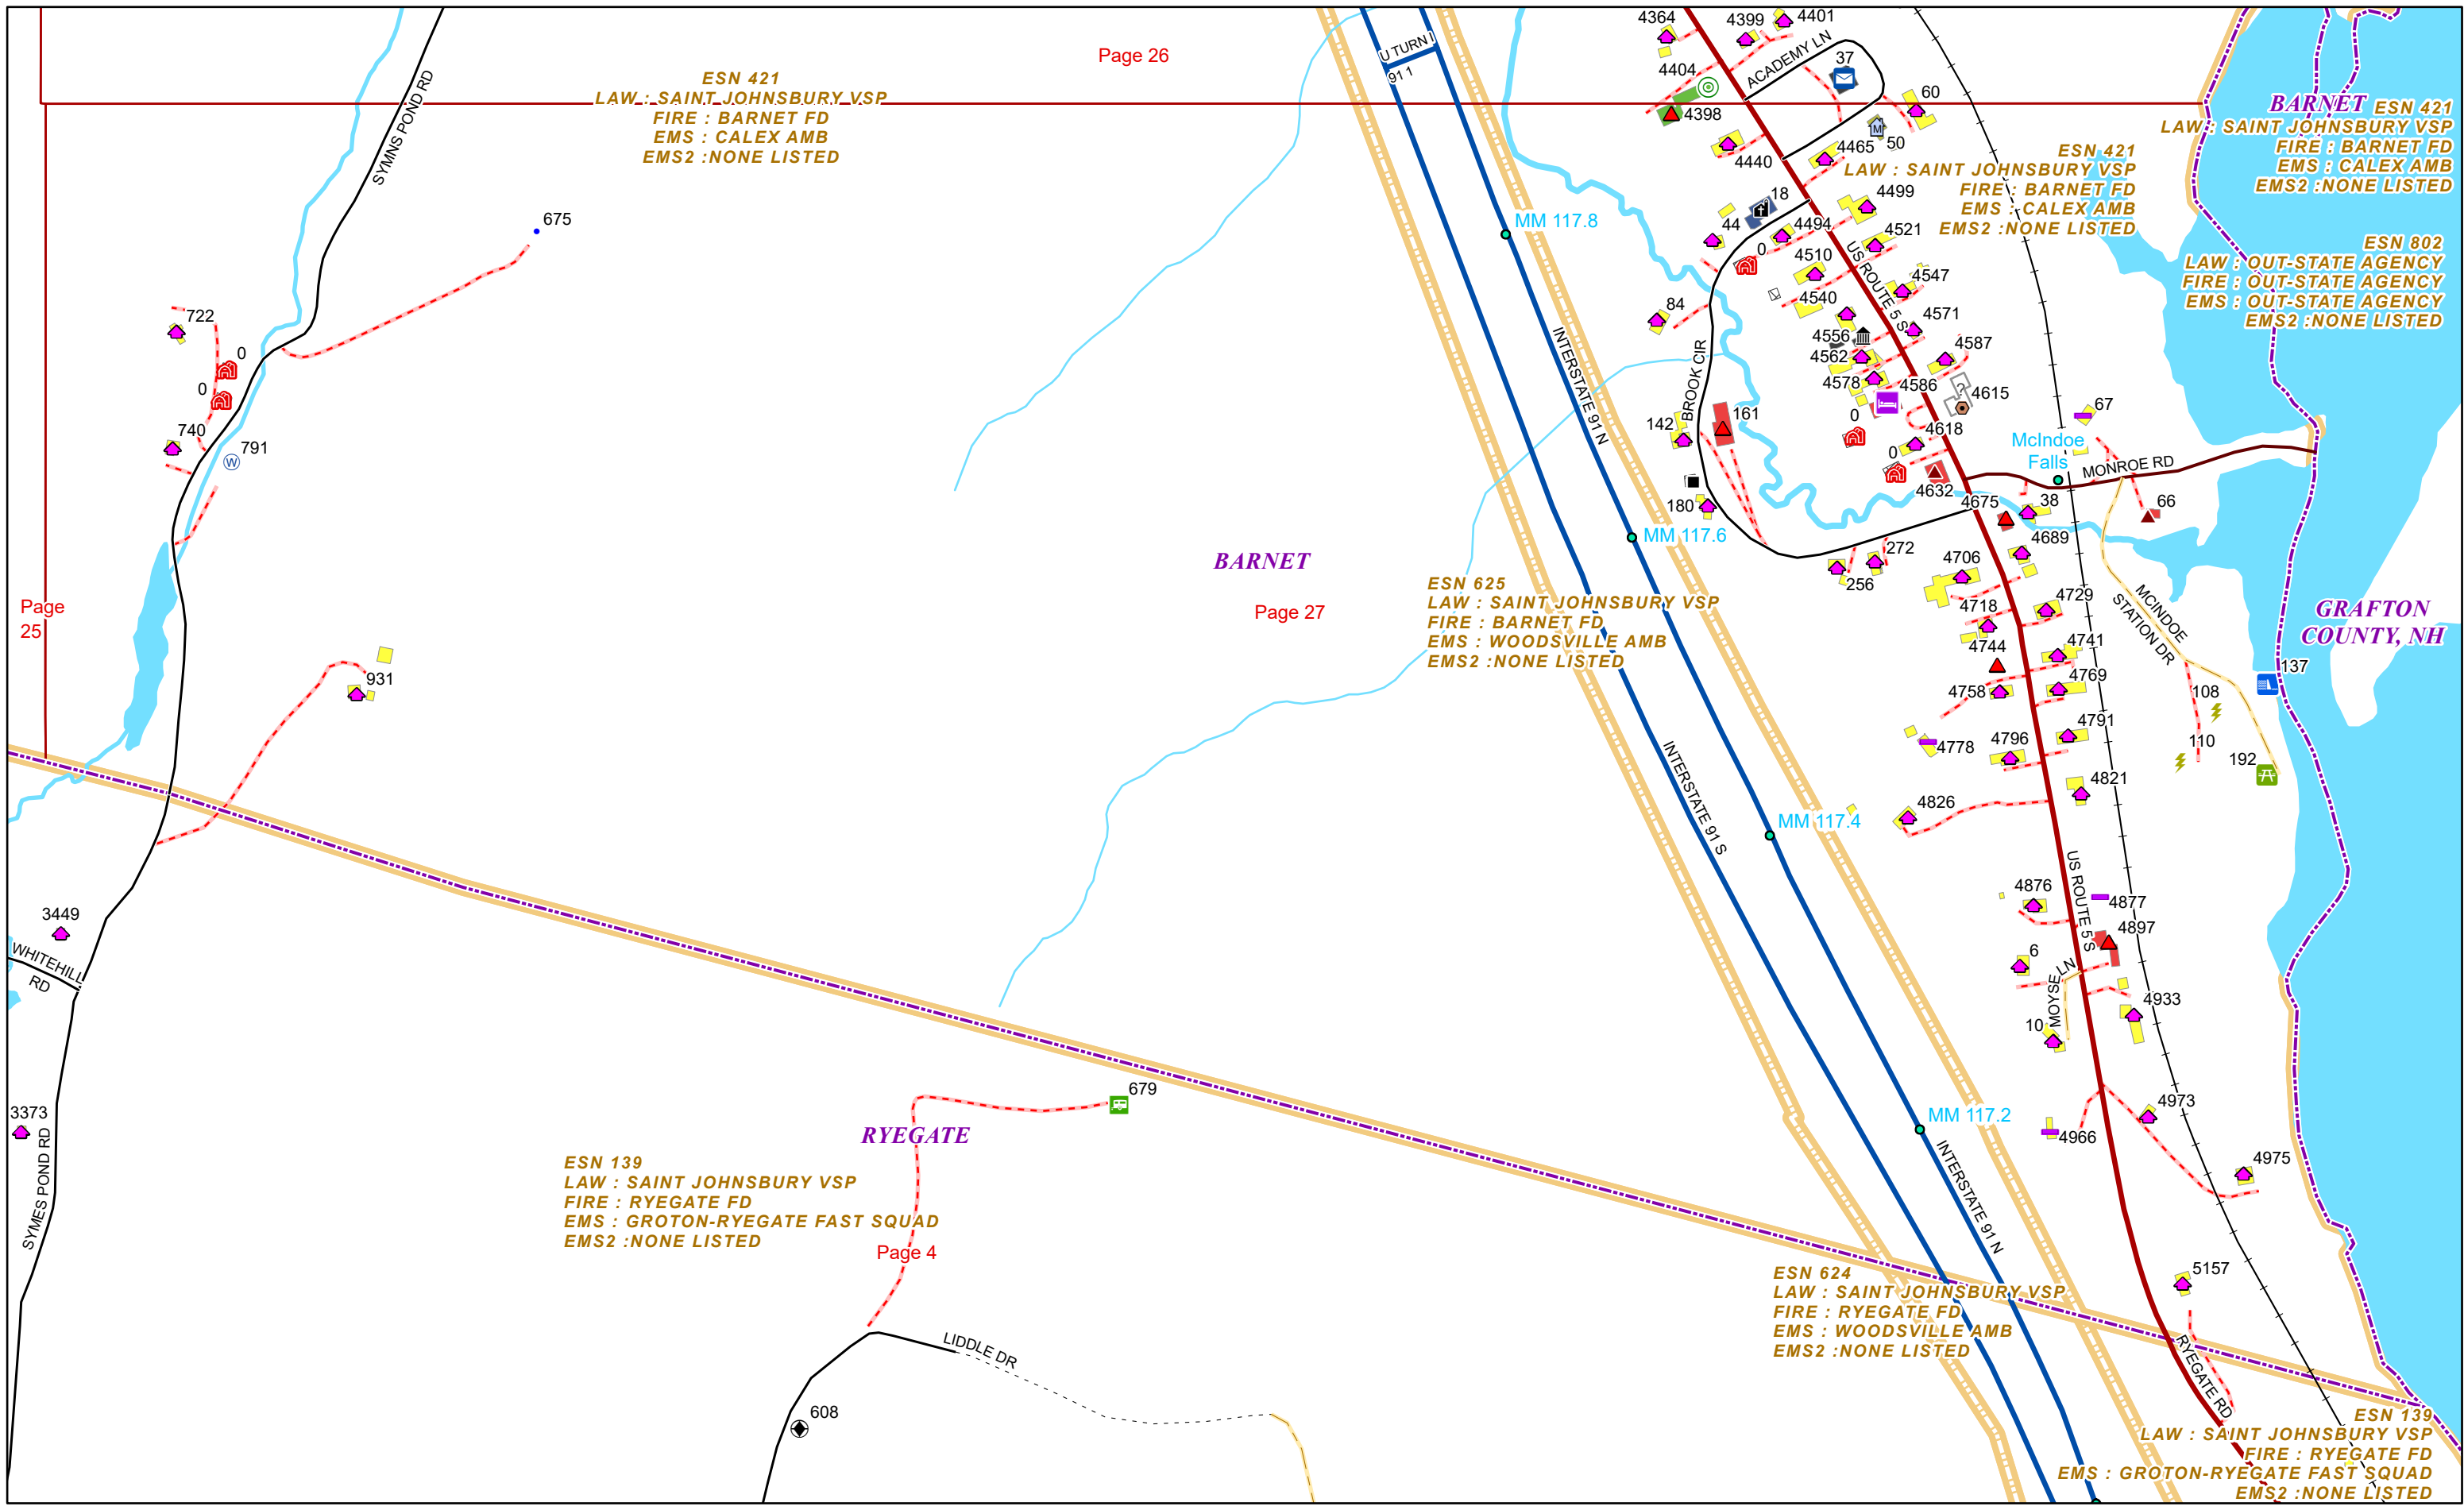 4364
4399
4401
Page 26
U TURN I
91 1
ACADEMY LN
37
SYMNS POND RD
ESN 421
LAW : SAINT JOHNSBURY VSP
FIRE : BARNET FD
EMS : CALEX AMB
EMS2 :NONE LISTED
4404
4398
60
50
4440
4465
BARNET
ESN 421
LAW : SAINT JOHNSBURY VSP
FIRE : BARNET FD
EMS : CALEX AMB
EMS2 :NONE LISTED
ESN 421
LAW : SAINT JOHNSBURY VSP
FIRE : BARNET FD
EMS : CALEX AMB
EMS2 :NONE LISTED
675
MM 117.8
18
44
4499
4494
4521
0
4510
4547
4540
US ROUTE 5 S
ESN 802
LAW : OUT-STATE AGENCY
FIRE : OUT-STATE AGENCY
EMS : OUT-STATE AGENCY
EMS2 :NONE LISTED
722
0
0
84
4571
4556
4562
4587
4578
4586
4615
INTERSTATE 91 N
BROOK CIR
740
791
W
M
142
161
0
4618
0
67
McIndoe
Falls
MONROE RD
4632
4675
38
66
180
MM 117.6
4689
272
256
4706
BARNET
Page 27
Page
25
ESN 625
LAW : SAINT JOHNSBURY VSP
FIRE : BARNET FD
EMS : WOODSVILLE AMB
EMS2 :NONE LISTED
4718
4729
MCINDOE
STATION DR
GRAFTON
COUNTY, NH
4744
4741
137
931
4758
4769
108
4778
4796
4791
110
192
INTERSTATE 91 S
4821
4826
MM 117.4
US ROUTE 5 S
4876
4877
4897
3449
WHITEHILL
RD
6
MOYSE LN
4933
10
679
3373
SYMES POND RD
RYEGATE
MM 117.2
4973
4966
4975
ESN 139
LAW : SAINT JOHNSBURY VSP
FIRE : RYEGATE FD
EMS : GROTON-RYEGATE FAST SQUAD
EMS2 :NONE LISTED
Page 4
INTERSTATE 91 N
5157
ESN 624
LAW : SAINT JOHNSBURY VSP
FIRE : RYEGATE FD
EMS : WOODSVILLE AMB
EMS2 :NONE LISTED
LIDDLE DR
RYEGATE RD
608
ESN 139
LAW : SAINT JOHNSBURY VSP
FIRE : RYEGATE FD
EMS : GROTON-RYEGATE FAST SQUAD
EMS2 :NONE LISTED